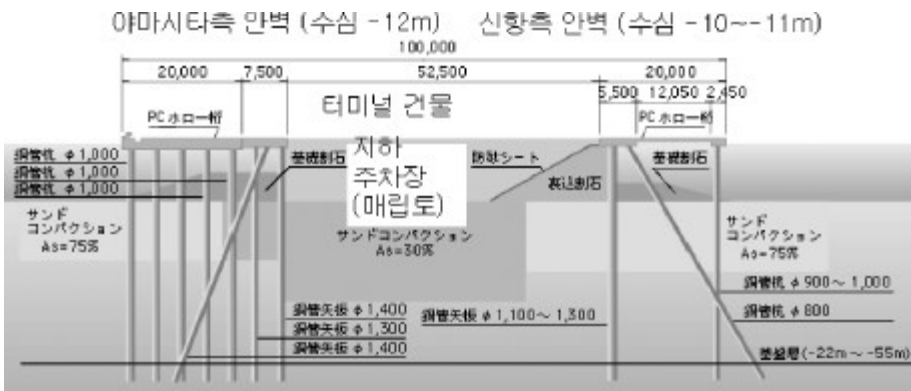 야마시타측 안벽 (수심 -12m)
신항측 안벽 (수심 -10~-11m)
100,000
20,000
7,500
52,500
20,000
5,500
12,050
2,450
터미널 건물
PCホロー桁
PCホロー桁
鋼管杭 φ1,000
鋼管杭 φ1,000
鋼管杭 φ1,000
基礎割石
지하
주차장
(매립토)
防砂シート
裏込割石
基礎割石
サンド
コンパクション
As=75%
サンドコンパクション
As=30%
サンド
コンパクション
As=75%
鋼管杭 φ900~1,000
鋼管杭 φ800
鋼管矢板 φ1,400
鋼管矢板 φ1,300
鋼管矢板 φ1,400
鋼管矢板 φ1,100~1,300
基盤層(-22m~-55m)